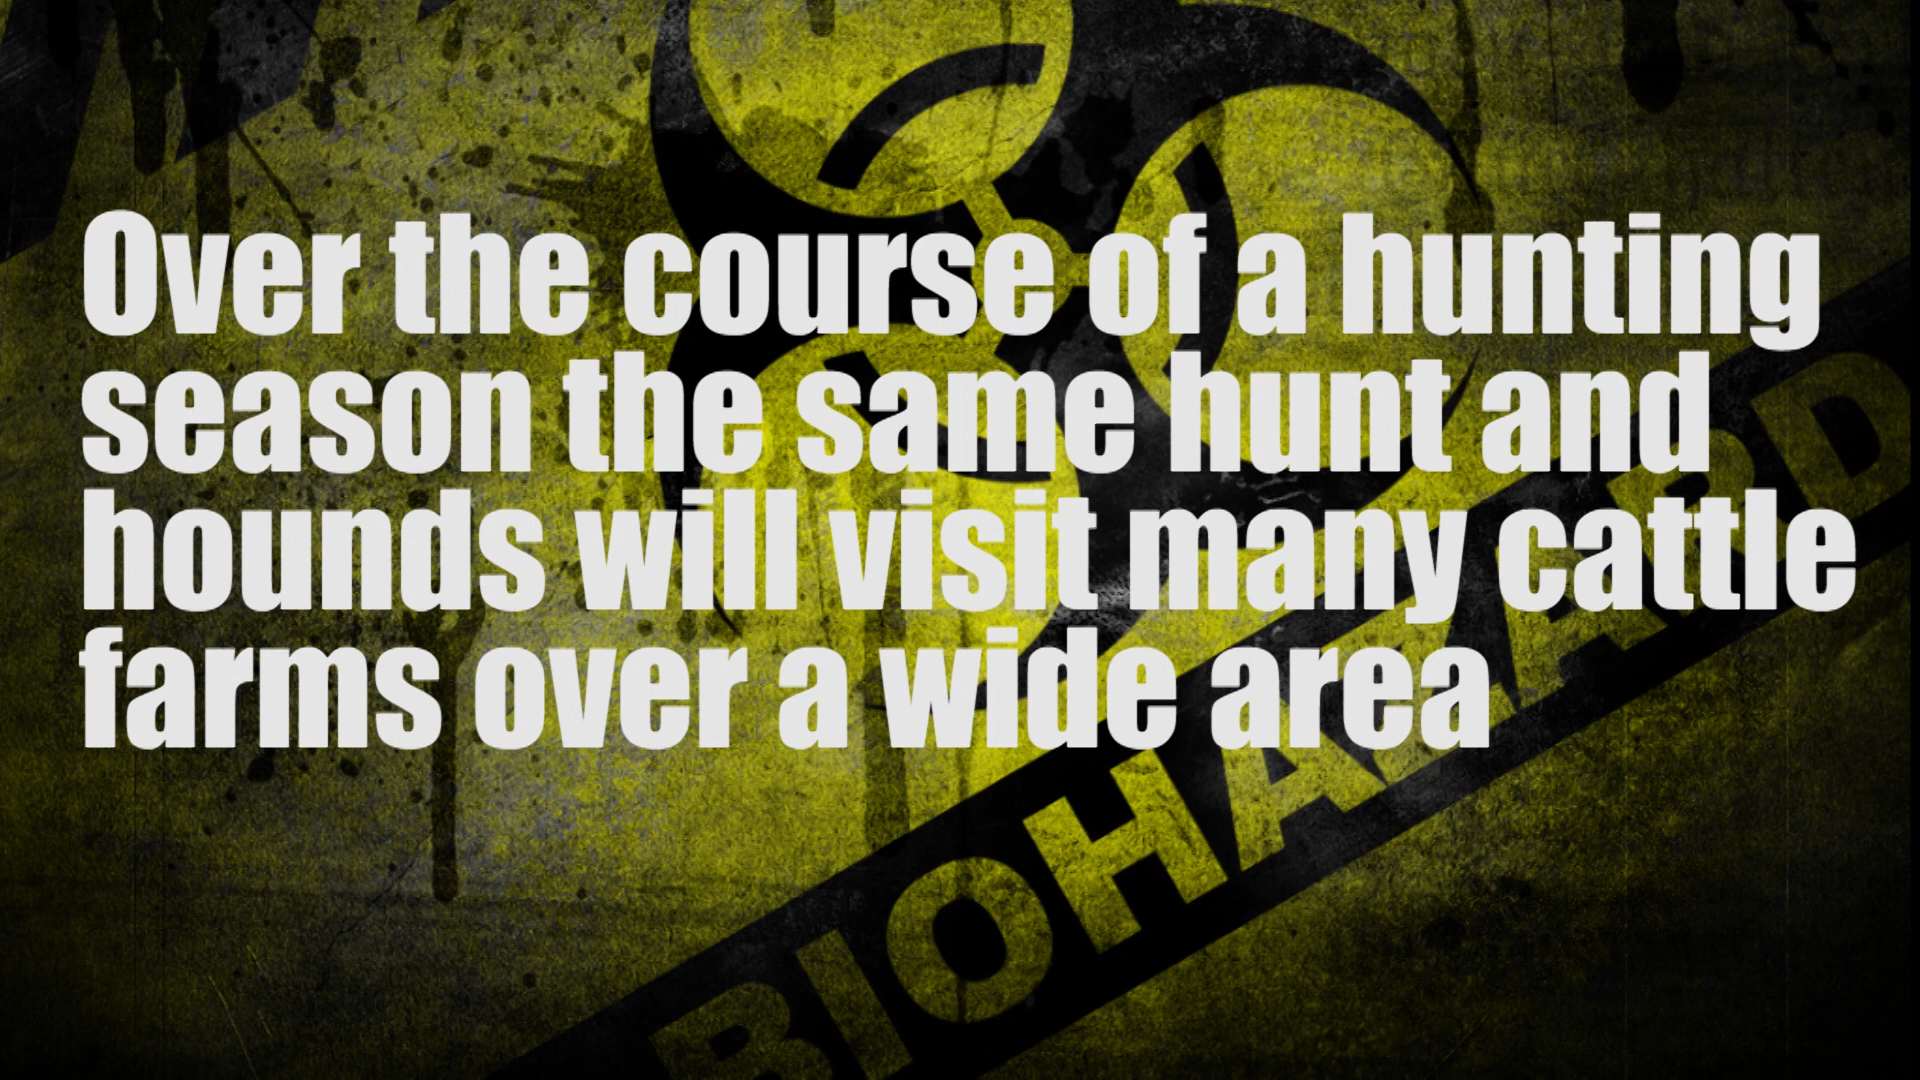 Over the course of a hunting
season the same hunt and
hounds will visit many cattle
farms over a wide area
BIOHAZARD